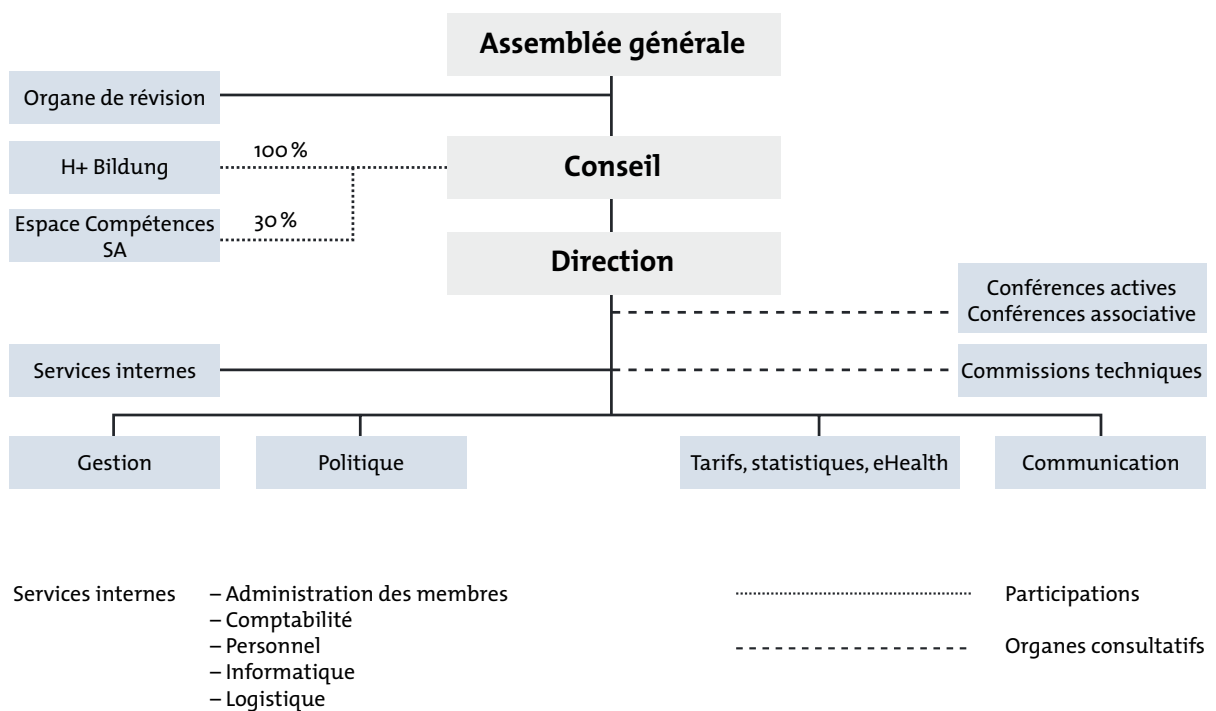 Assemblée générale
Organe de révision
H+ Bildung
100 %
Conseil
Espace Compétences
SA
30 %
Direction
Conférences actives
Conférences associative
Services internes
Commissions techniques
Gestion
Politique
Tarifs, statistiques, eHealth
Communication
Services internes
– Administration des membres
– Comptabilité
– Personnel
– Informatique
– Logistique
Participations
Organes consultatifs